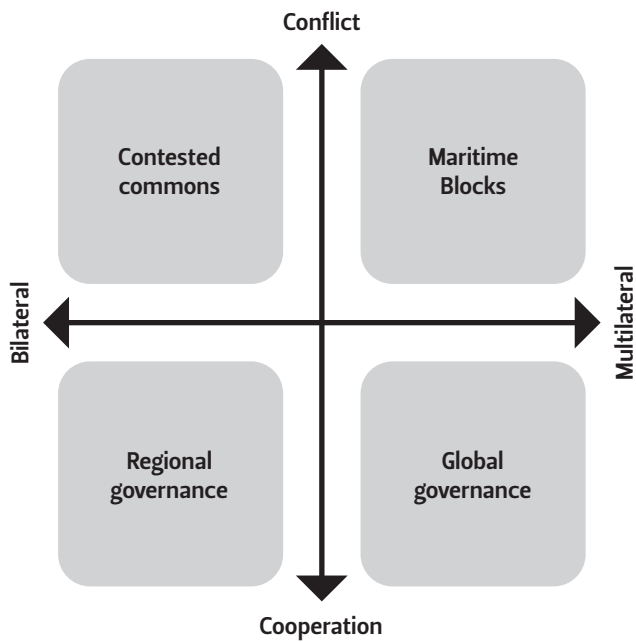 Conflict
Contested
commons
Maritime
Blocks
Bilateral
Multilateral
Regional
governance
Global
governance
Cooperation